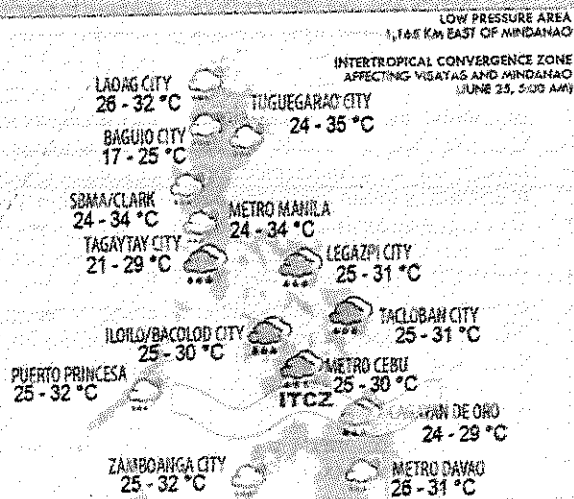 LOW PRESSURE AREA
1,145 KM EAST OF MINDANAO
INTERTROPICAL CONVERGENCE ZONE
AFFECTING VISAYAS AND MINDANAO
(JUNE 25, 5:00 AM)
LAOAG CITY
26 - 32 °C
TUGUEGARAO CITY
24 - 35 °C
BAGUIO CITY
17 - 25 °C
SBMA/CLARK
24 - 34 °C
METRO MANILA
24 - 34 °C
TAGAYTAY CITY
21 - 29 °C
LEGAZPI CITY
25 - 31 °C
TACLOBAN CITY
25 - 31 °C
ILOILO/BACOLOD CITY
25 - 30 °C
METRO CEBU
25 - 30 °C
PUERTO PRINCESA
25 - 32 °C
ITCZ
DE ORO
24 - 29 °C
ZAMBOANGA CITY
25 - 32 °C
METRO DAVAO
25 - 31 °C